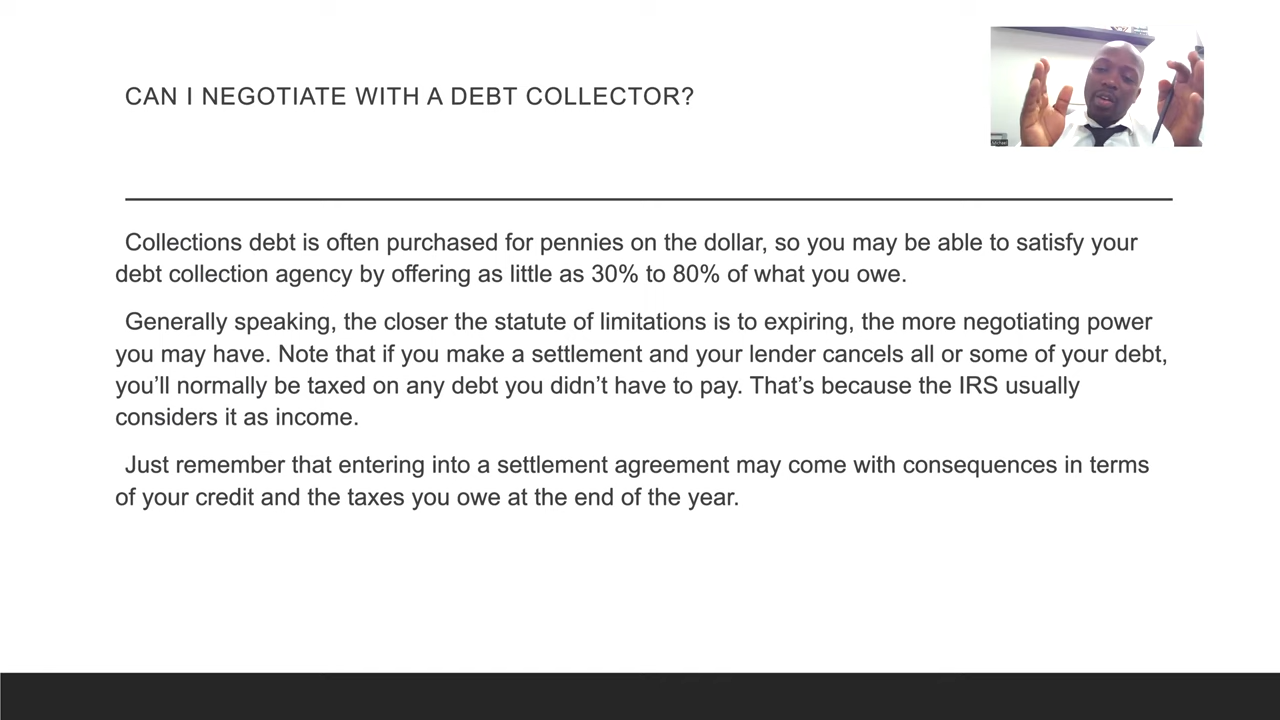 CAN I NEGOTIATE WITH A DEBT COLLECTOR?
Collections debt is often purchased for pennies on the dollar, so you may be able to satisfy your
debt collection agency by offering as little as 30% to 80% of what you owe.
Generally speaking, the closer the statute of limitations is to expiring, the more negotiating power
you may have. Note that if you make a settlement and your lender cancels all or some of your debt,
you’ll normally be taxed on any debt you didn’t have to pay. That’s because the IRS usually
considers it as income.
Just remember that entering into a settlement agreement may come with consequences in terms
of your credit and the taxes you owe at the end of the year.